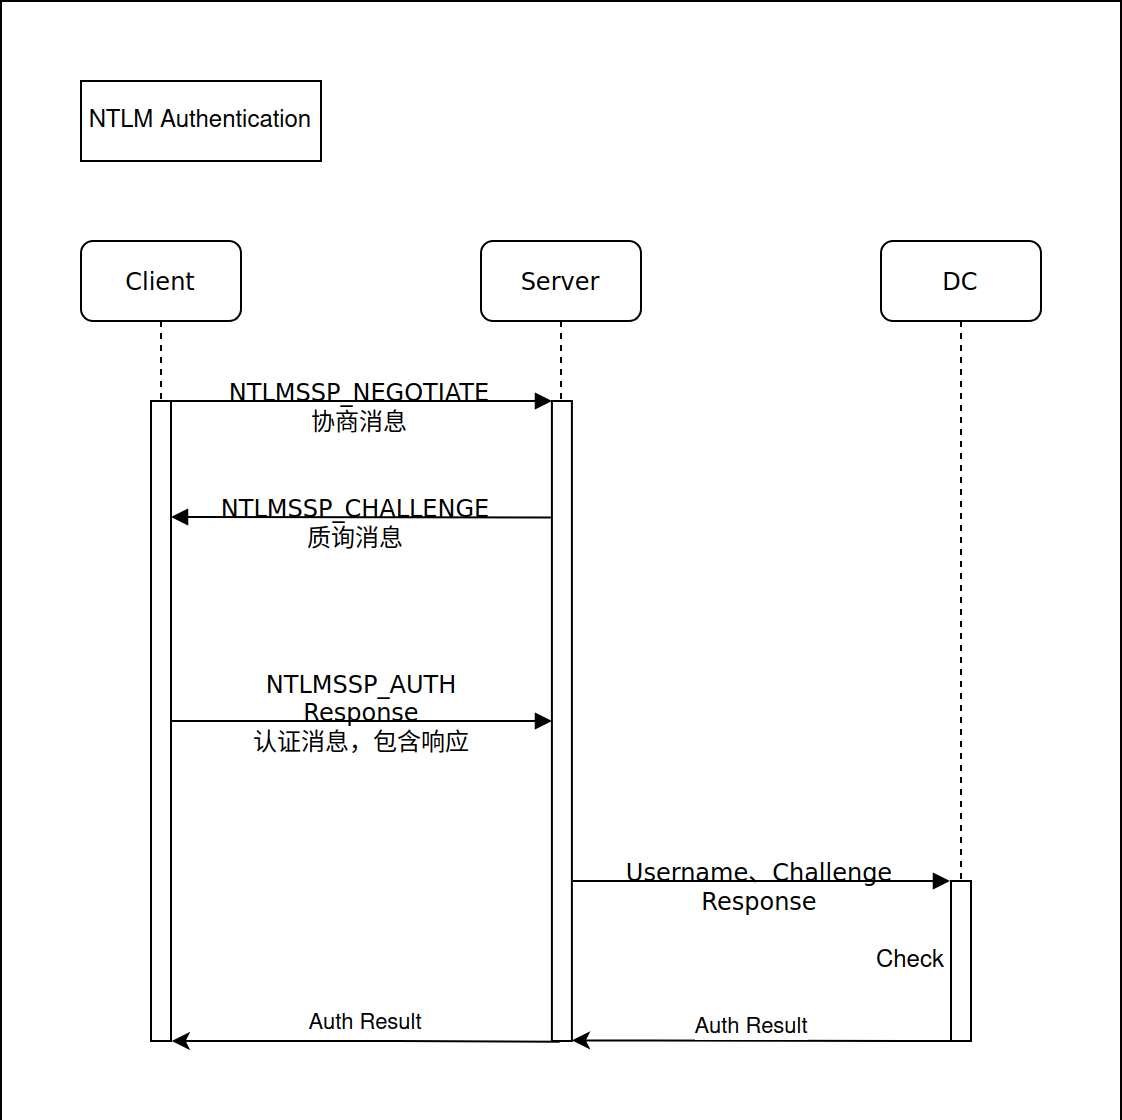 NTLM Authentication
Client
Server
DC
NTLMSSP_NEGOTIATE
协商消息
NTLMSSP_CHALLENGE
质询消息
NTLMSSP_AUTH
Response
认证消息，包含响应
Username、Challenge
Response
Check
Auth Result
Auth Result